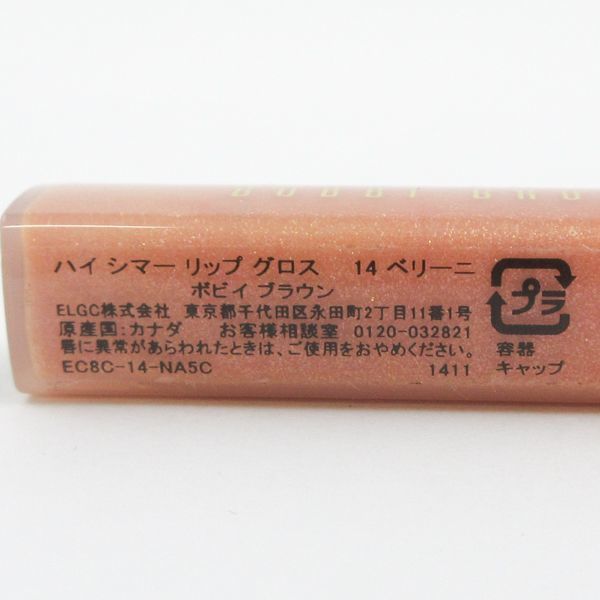 BOBBI BRO
ハイ シマー リップ グロス 14 ベリーニ
ボビイ ブラウン
ELGC株式会社 東京都千代田区永田町2丁目11番1号
原産国:カナダ お客様相談室 0120-032821
唇に異常があらわれたときは、ご使用をおやめください。
EC8C-14-NA5C 1411
プラ
容器
キャップ